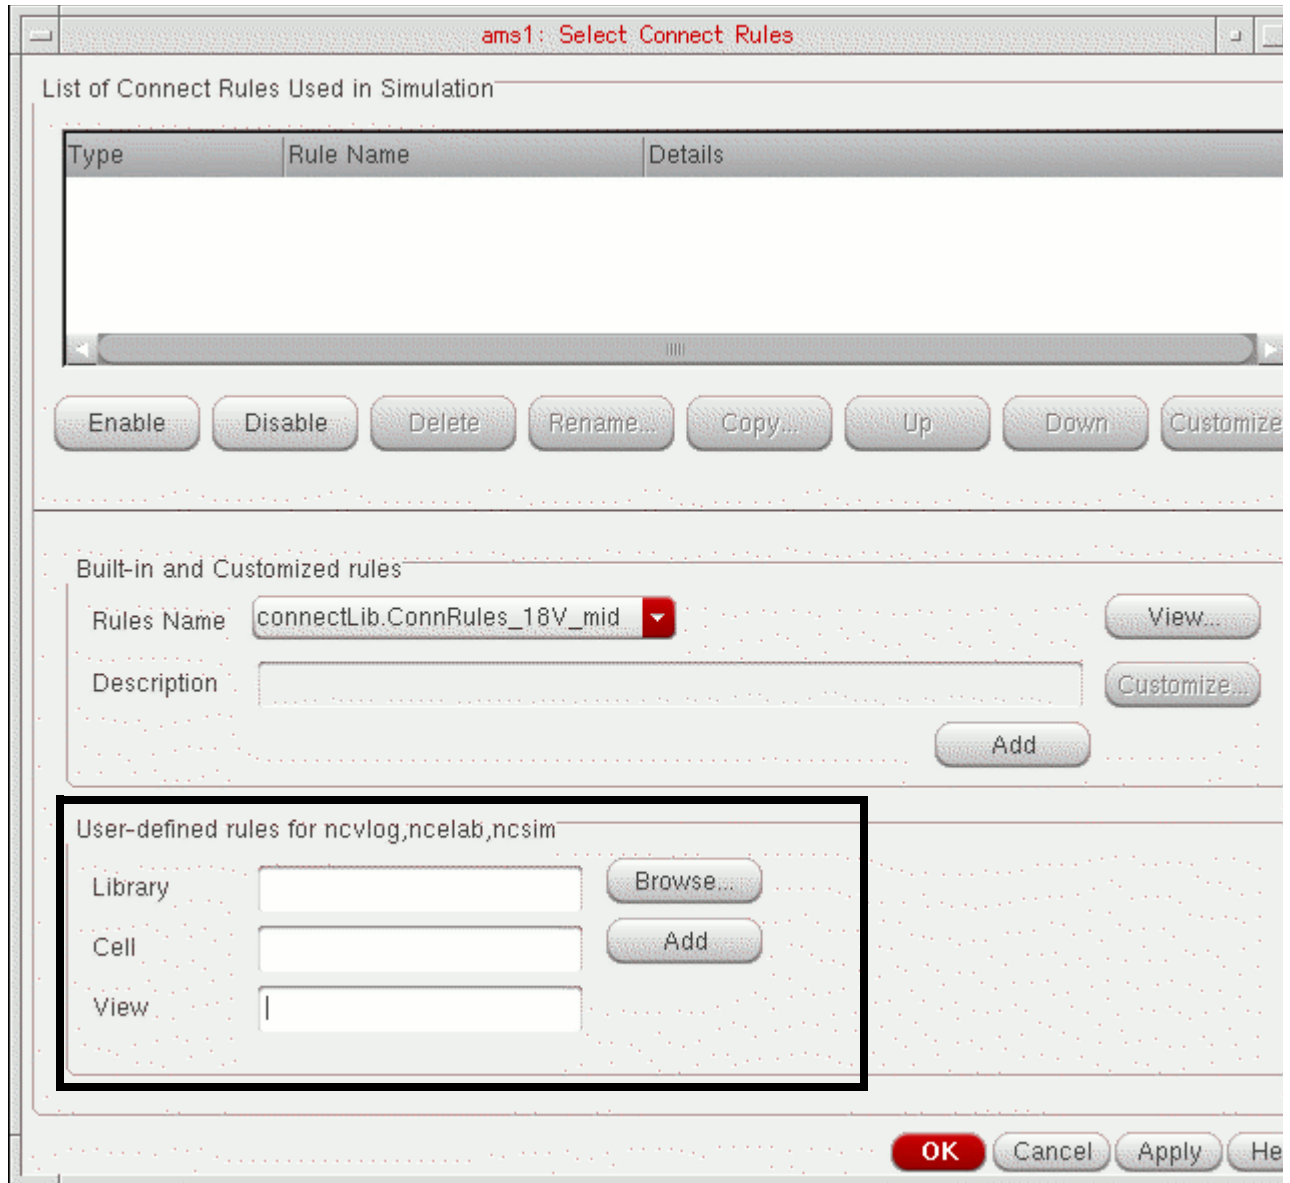 ams1: Select Connect Rules
List of Connect Rules Used in Simulation
Type Rule Name Details
Enable Disable Delete Rename... Copy... Up Down Customize
Built-in and Customized rules
Rules Name connectLib.ConnRules_18V_mid View...
Description Customize...
Add
User-defined rules for ncvlog,ncelab,ncsim
Library Browse...
Cell Add
View
OK Cancel Apply He